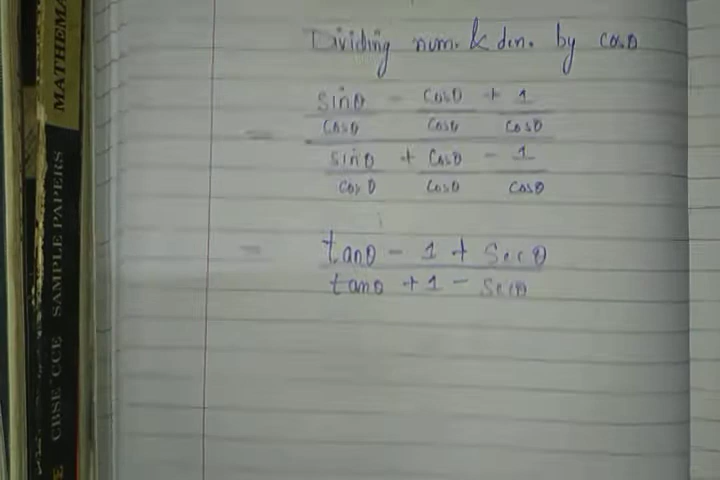 Dividing num. & den. by cosθ
= sinθ/cosθ - cosθ/cosθ + 1/cosθ
sinθ/cosθ + cosθ/cosθ - 1/cosθ
= tanθ - 1 + secθ
tanθ + 1 - secθ
MATHEMA
CBSE CCE SAMPLE PAPERS